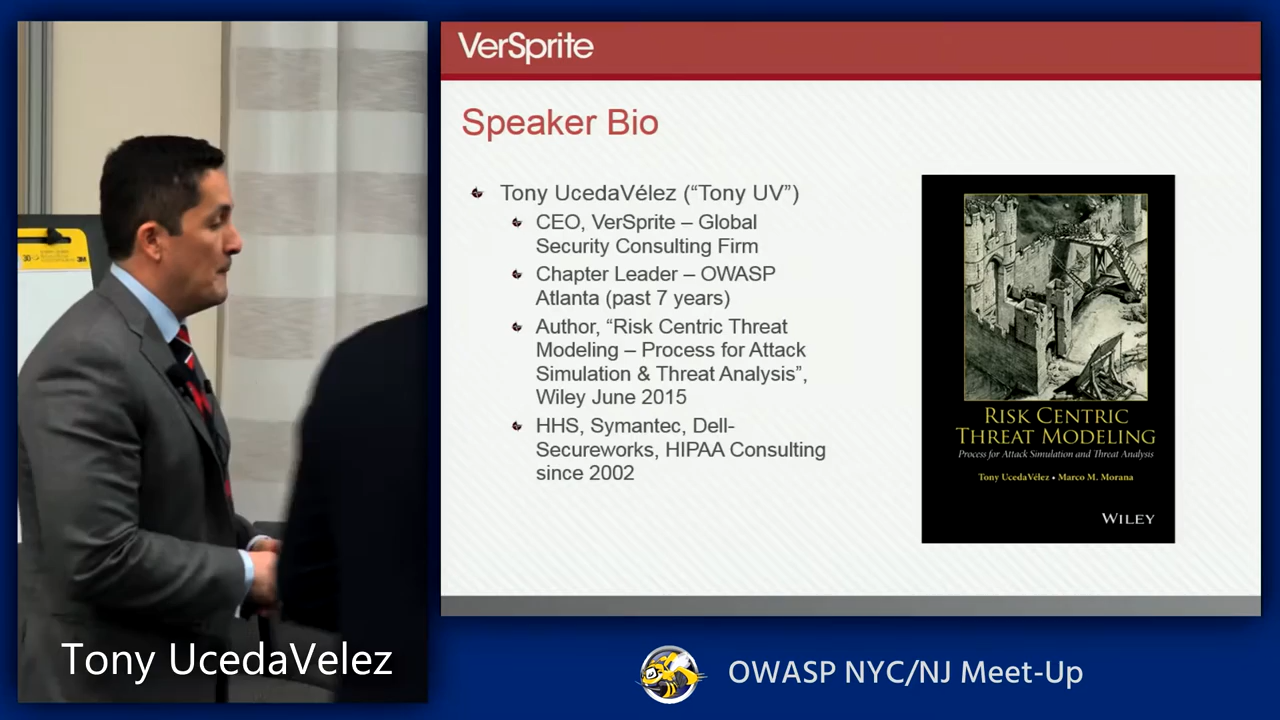 VerSprite
Speaker Bio
Tony UcedaVélez (“Tony UV”)
CEO, VerSprite – Global
Security Consulting Firm
Chapter Leader – OWASP
Atlanta (past 7 years)
Author, “Risk Centric Threat
Modeling – Process for Attack
Simulation & Threat Analysis”,
Wiley June 2015
HHS, Symantec, Dell-
Secureworks, HIPAA Consulting
since 2002
RISK CENTRIC
THREAT MODELING
Process for Attack Simulation and Threat Analysis
Tony UcedaVélez • Marco M. Morana
WILEY
30
3M
Tony UcedaVelez
OWASP NYC/NJ Meet-Up